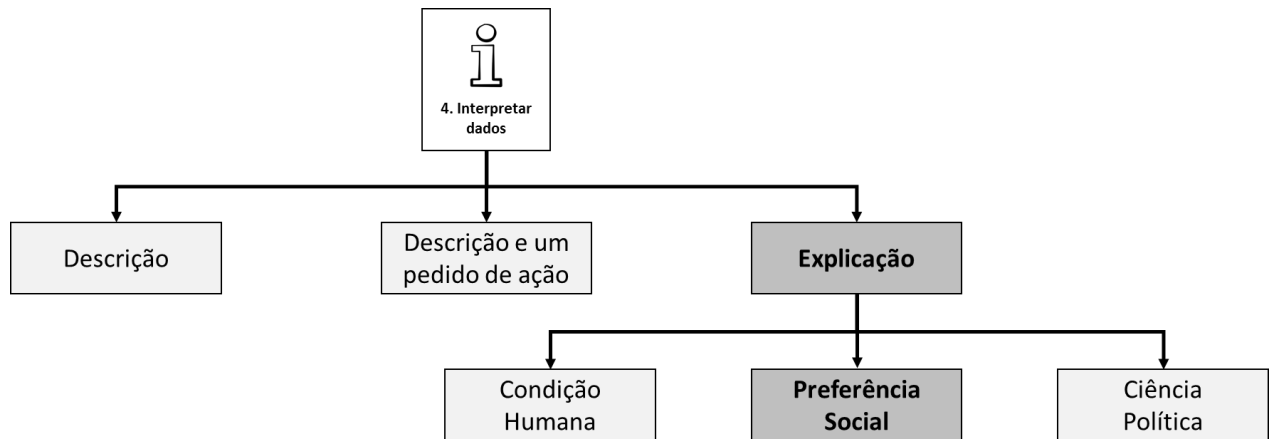 4. Interpretar
dados
Descrição
Descrição e um
pedido de ação
Explicação
Condição
Humana
Preferência
Social
Ciência
Política